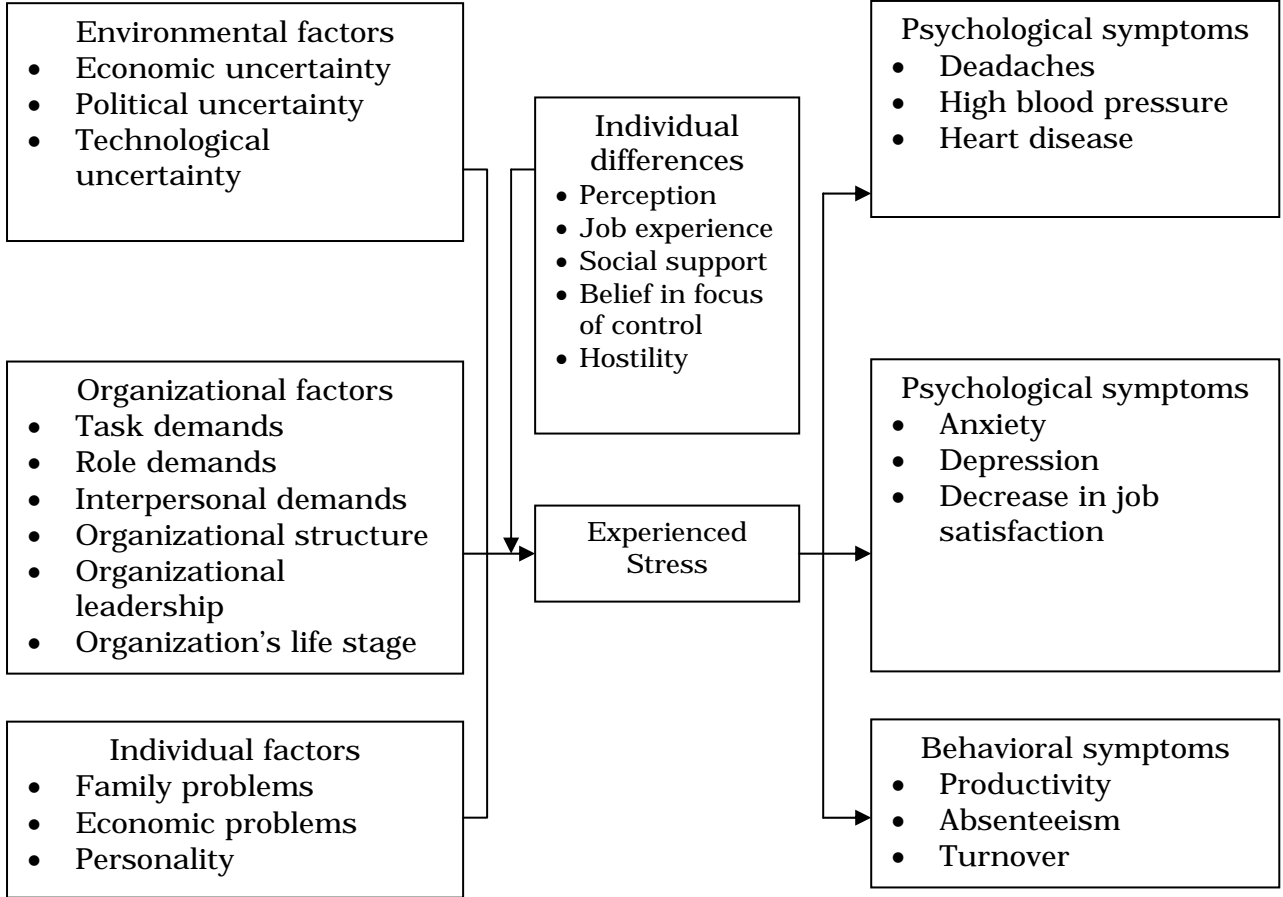 Environmental factors
• Economic uncertainty
• Political uncertainty
• Technological
uncertainty
Organizational factors
• Task demands
• Role demands
• Interpersonal demands
• Organizational structure
• Organizational
leadership
• Organization’s life stage
Individual factors
• Family problems
• Economic problems
• Personality
Individual
differences
• Perception
• Job experience
• Social support
• Belief in focus
of control
• Hostility
Experienced
Stress
Psychological symptoms
• Deadaches
• High blood pressure
• Heart disease
Psychological symptoms
• Anxiety
• Depression
• Decrease in job
satisfaction
Behavioral symptoms
• Productivity
• Absenteeism
• Turnover